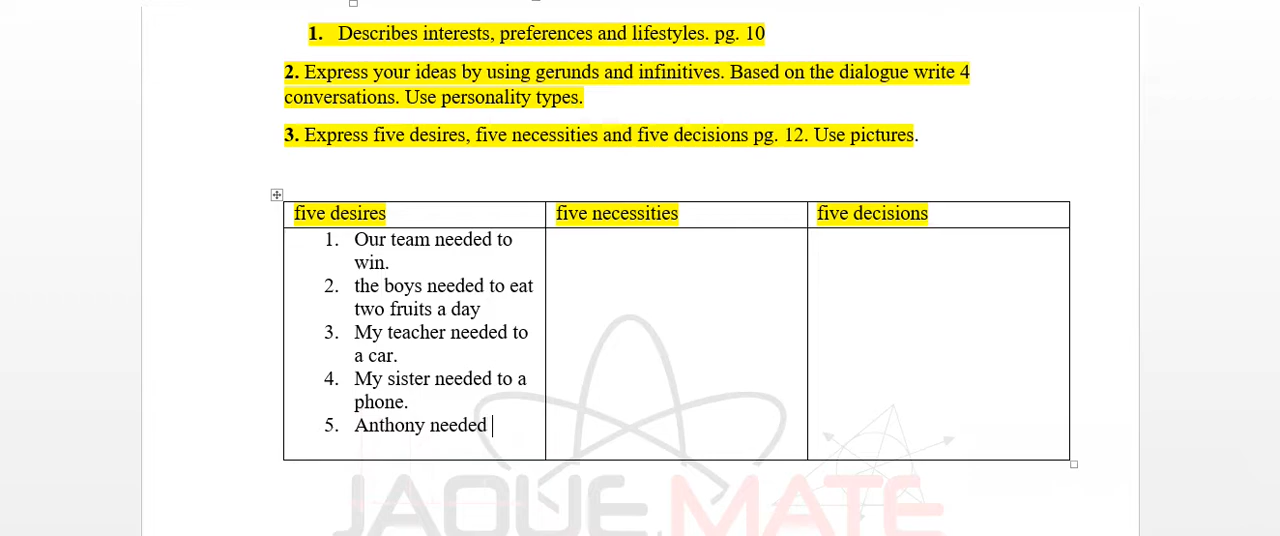 1. Describes interests, preferences and lifestyles. pg. 10
2. Express your ideas by using gerunds and infinitives. Based on the dialogue write 4
conversations. Use personality types.
3. Express five desires, five necessities and five decisions pg. 12. Use pictures.
five desires
five necessities
five decisions
1. Our team needed to
win.
2. the boys needed to eat
two fruits a day
3. My teacher needed to
a car.
4. My sister needed to a
phone.
5. Anthony needed
JAQUE MATE